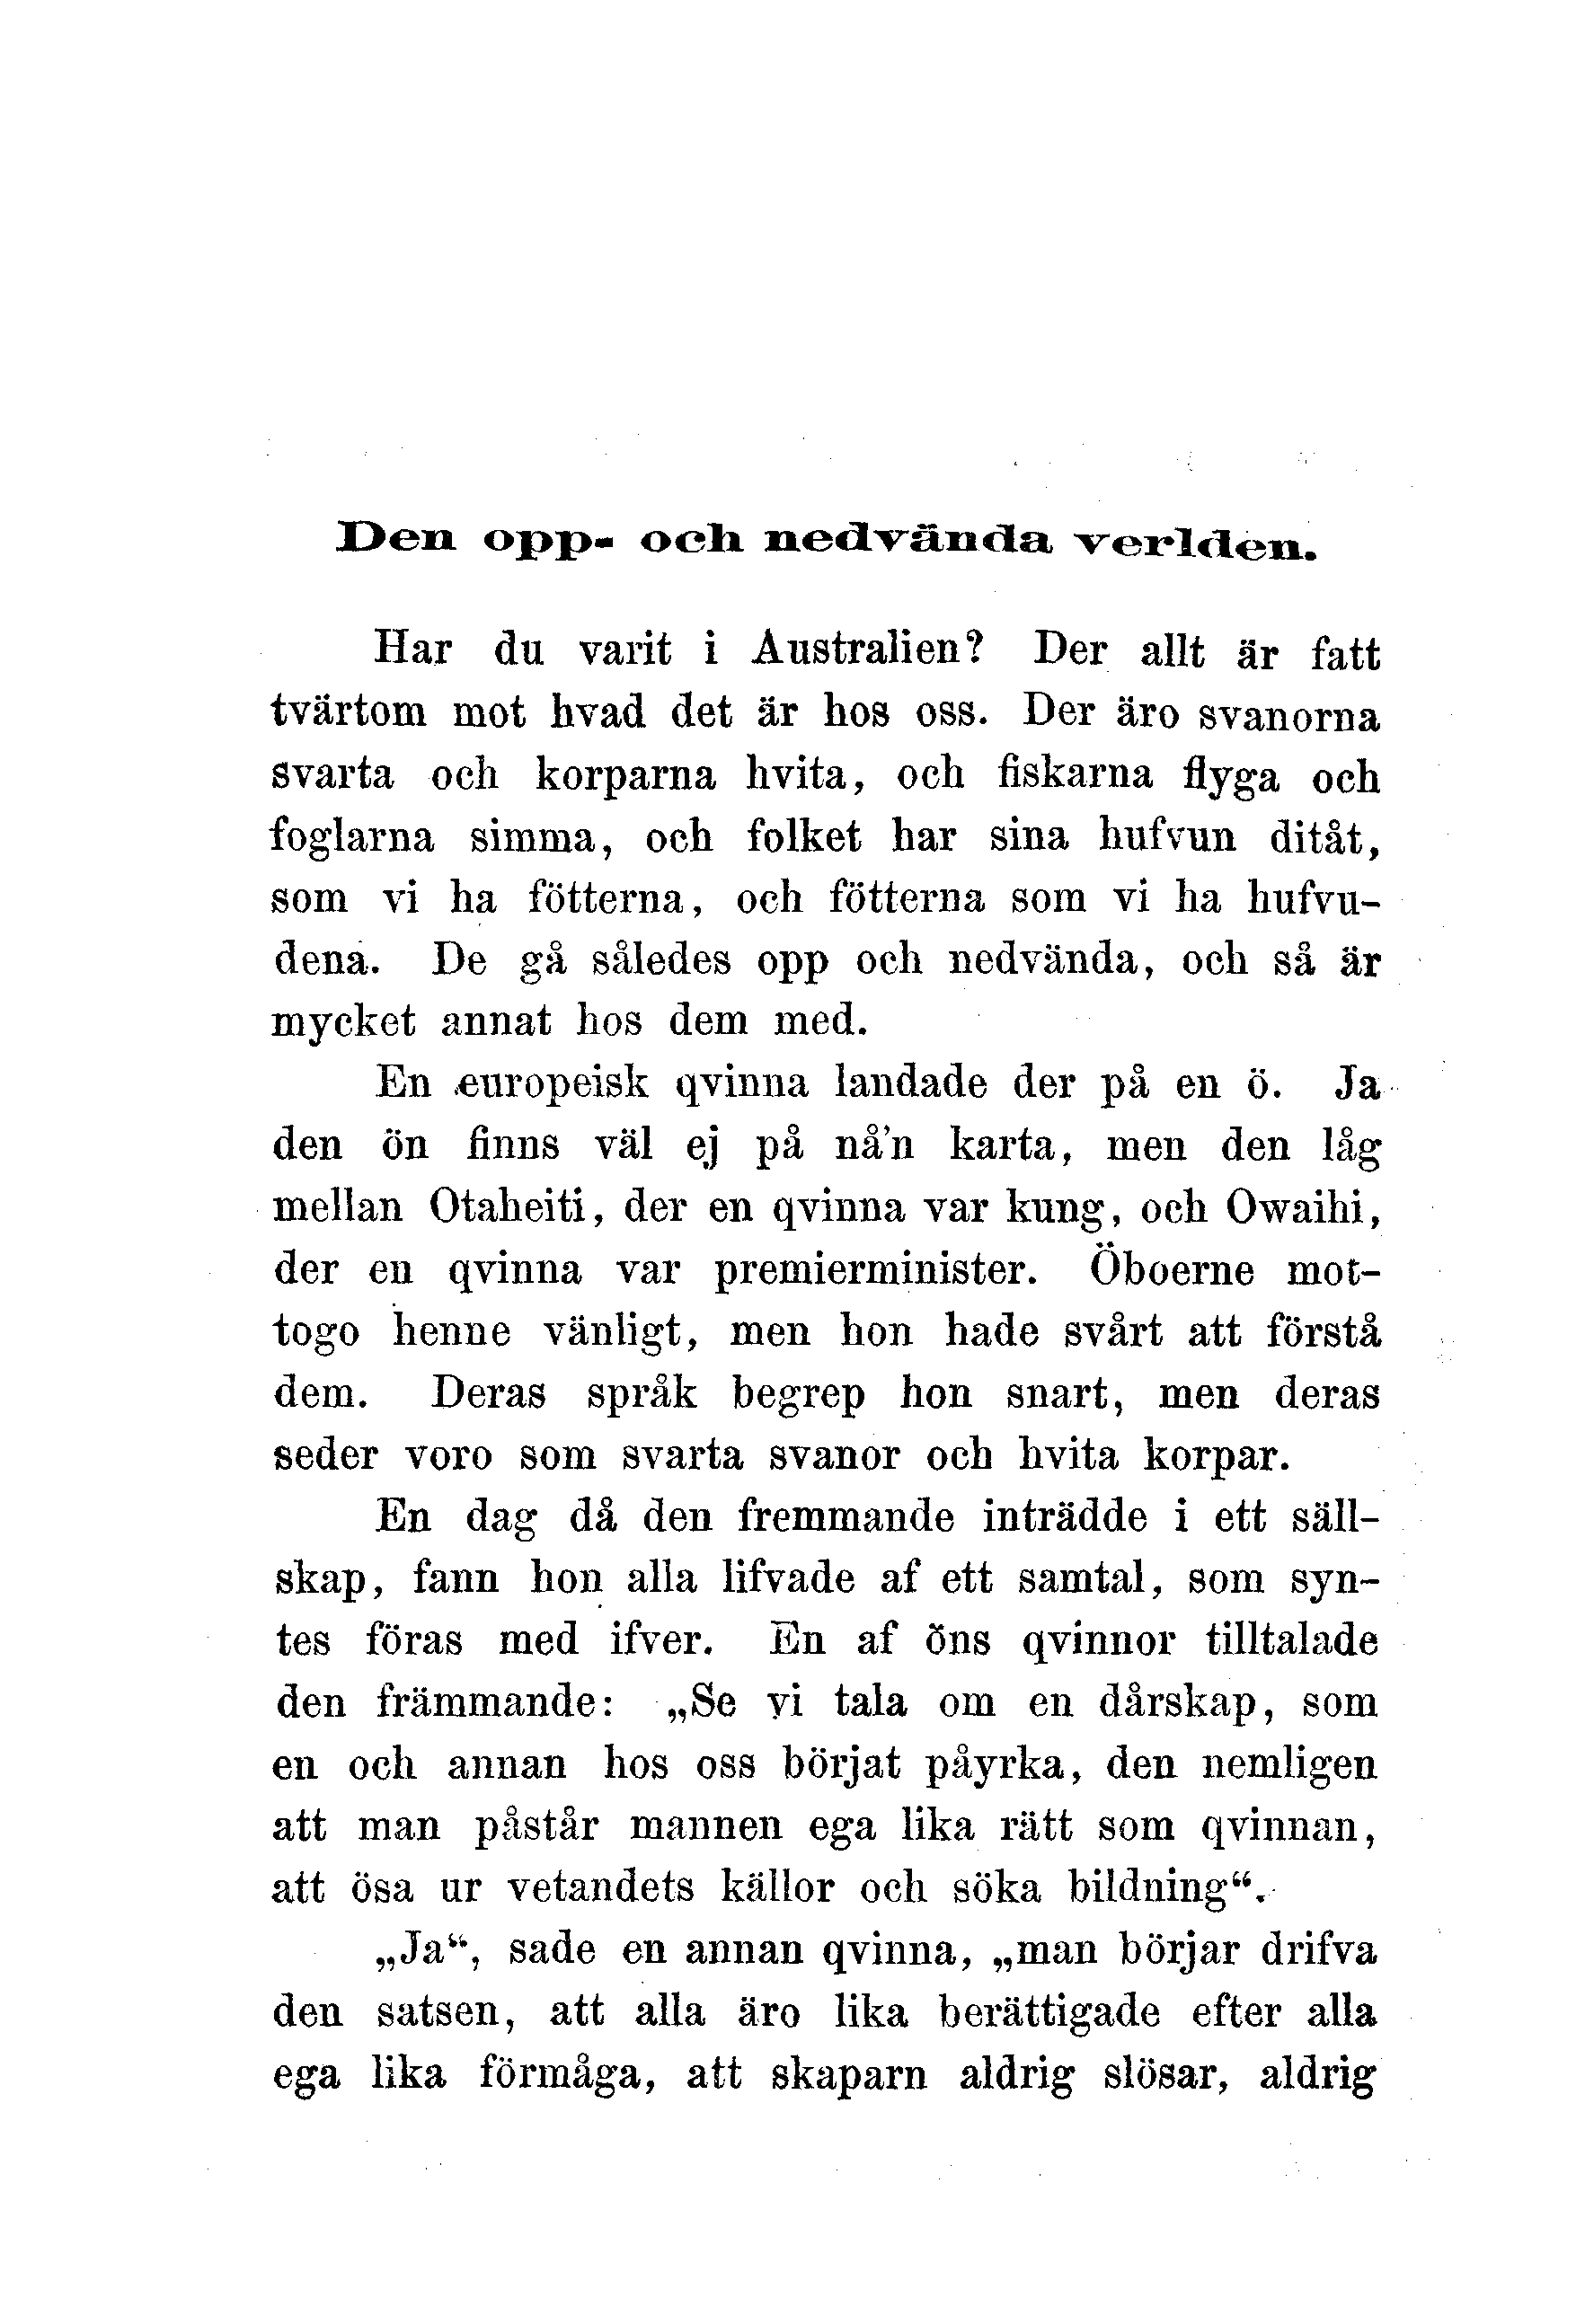 Den opp- och nedvända verlden.
Har du varit i Australien? Der allt är fatt
tvärtom mot hvad det är hos oss. Der äro svanorna
svarta och korparna hvita, och fiskarna flyga och
foglarna simma, och folket har sina hufvun ditåt,
som vi ha fötterna, och fötterna som vi ha hufvu-
dena. De gå således opp och nedvända, och så är
mycket annat hos dem med.
En europeisk qvinna landade der på en ö. Ja
den ön finns väl ej på nå'n karta, men den låg
mellan Otaheiti, der en qvinna var kung, och Owaihi,
der en qvinna var premierminister. Öboerne mot-
togo henne vänligt, men hon hade svårt att förstå
dem. Deras språk begrep hon snart, men deras
seder voro som svarta svanor och hvita korpar.
En dag då den fremmande inträdde i ett säll-
skap, fann hon alla lifvade af ett samtal, som syn-
tes föras med ifver. En af öns qvinnor tilltalade
den främmande: „Se vi tala om en dårskap, som
en och annan hos oss börjat påyrka, den nemligen
att man påstår mannen ega lika rätt som qvinnan,
att ösa ur vetandets källor och söka bildning“.
„Ja“, sade en annan qvinna, „man börjar drifva
den satsen, att alla äro lika berättigade efter alla
ega lika förmåga, att skaparn aldrig slösar, aldrig